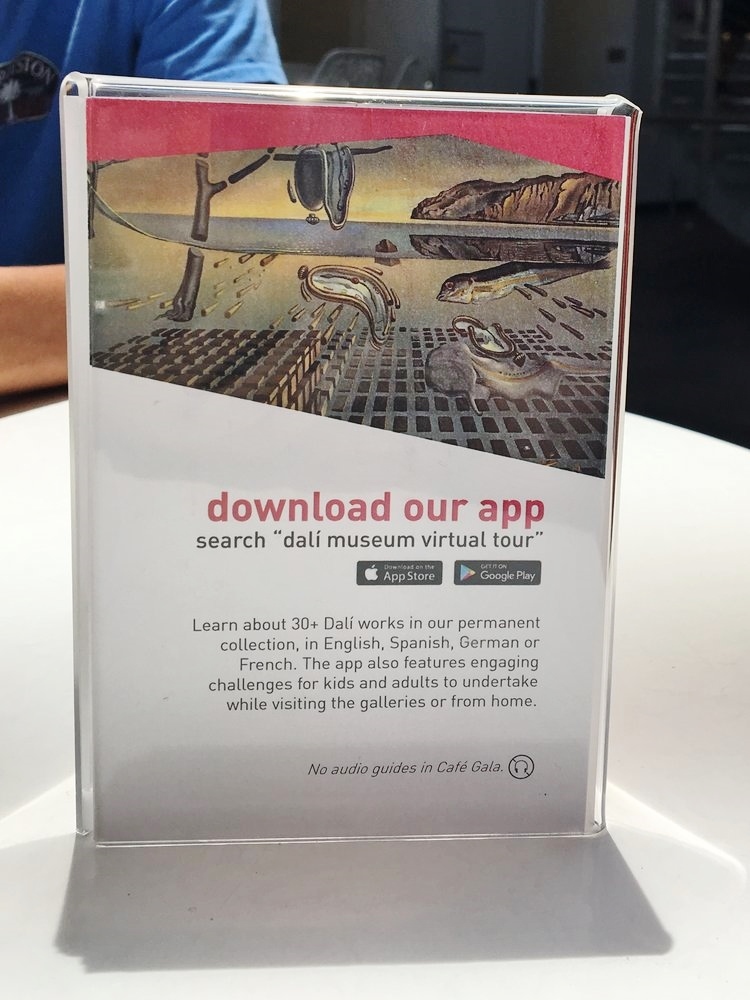 download our app
search “dalí museum virtual tour”
Download on the
App Store
GET IT ON
Google Play
Learn about 30+ Dalí works in our permanent
collection, in English, Spanish, German or
French. The app also features engaging
challenges for kids and adults to undertake
while visiting the galleries or from home.
No audio guides in Café Gala.